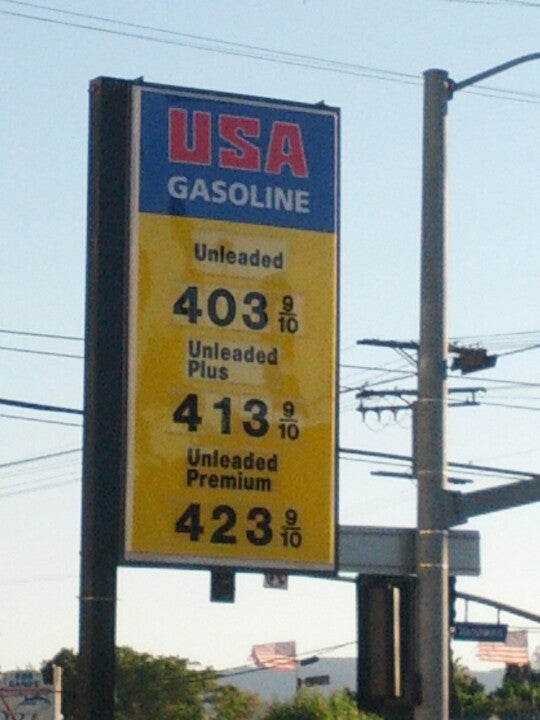 USA
GASOLINE
Unleaded
403 9/10
Unleaded
Plus
413 9/10
Unleaded
Premium
423 9/10